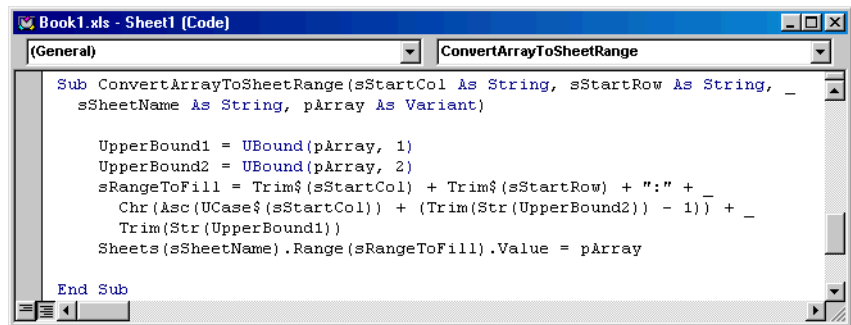 Book1.xls - Sheet1 (Code)
(General) ConvertArrayToSheetRange
Sub ConvertArrayToSheetRange(sStartCol As String, sStartRow As String, _
sSheetName As String, pArray As Variant)
UpperBound1 = UBound(pArray, 1)
UpperBound2 = UBound(pArray, 2)
sRangeToFill = Trim$(sStartCol) + Trim$(sStartRow) + ":" + _
Chr(Asc(UCase$(sStartCol)) + (Trim(Str(UpperBound2)) - 1)) + _
Trim(Str(UpperBound1))
Sheets(sSheetName).Range(sRangeToFill).Value = pArray
End Sub